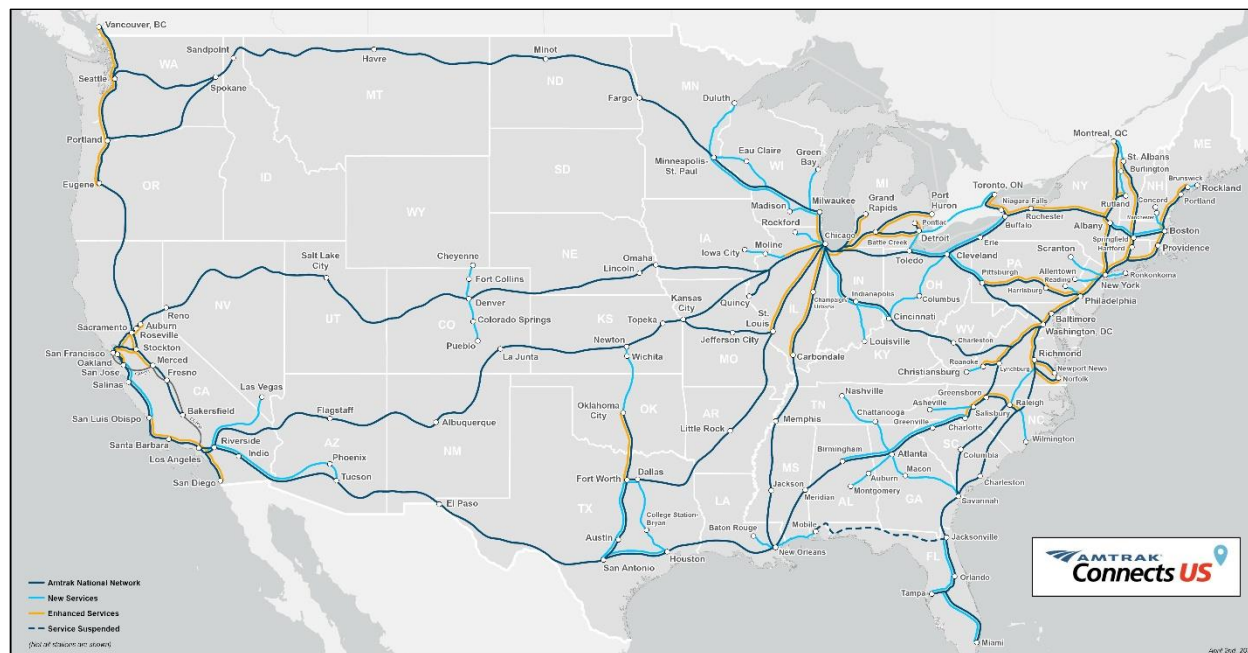 Vancouver, BC
Seattle
WA
Sandpoint
Spokane
Portland
Eugene
OR
ID
MT
Havre
Minot
ND
Fargo
SD
WY
MN
Duluth
Minneapolis-
St. Paul
Eau Claire
WI
Green
Bay
Madison
Milwaukee
Rockford
Chicago
MI
Grand
Rapids
Port
Huron
Pontiac
Battle Creek
Detroit
Toledo
Toronto, ON
Niagara Falls
Buffalo
Rochester
Erie
Cleveland
Montreal, QC
St. Albans
Burlington
NY
NH
ME
Rutland
Concord
Brunswick
Rockland
Portland
Albany
Boston
Springfield
Hartford
Providence
Scranton
Allentown
Reading
Ronkonkoma
New York
Philadelphia
PA
Pittsburgh
Harrisburg
Baltimore
Washington, DC
OH
Columbus
IN
Indianapolis
Cincinnati
Louisville
KY
WV
Charleston
Richmond
Newport News
Norfolk
Roanoke
Lynchburg
Christiansburg
Greensboro
Raleigh
NC
Asheville
Salisbury
Greenville
Charlotte
Wilmington
SC
Columbia
Charleston
Savannah
TN
Nashville
Chattanooga
Atlanta
Macon
GA
Birmingham
Auburn
Montgomery
AL
Mobile
Jacksonville
FL
Orlando
Tampa
Miami
IA
Moline
Iowa City
Omaha
Lincoln
NE
Quincy
St.
Louis
IL
Champaign
Carbondale
Memphis
MS
Jackson
Meridian
New Orleans
Baton Rouge
LA
AR
Little Rock
MO
Jefferson City
Kansas
City
Topeka
KS
Newton
Wichita
OK
Oklahoma
City
Fort Worth
Dallas
TX
College Station-
Bryan
Austin
Houston
San Antonio
El Paso
Cheyenne
Fort Collins
Denver
CO
Colorado Springs
Pueblo
La Junta
Albuquerque
NM
Salt Lake
City
UT
NV
Reno
Auburn
Roseville
Sacramento
Stockton
San Francisco
Oakland
San Jose
Merced
Salinas
Fresno
CA
Bakersfield
Las Vegas
San Luis Obispo
Santa Barbara
Los Angeles
Riverside
Indio
San Diego
Flagstaff
AZ
Phoenix
Tucson
AMTRAK
Connects US
Amtrak National Network
New Services
Enhanced Services
Service Suspended
(Not all stations are shown)